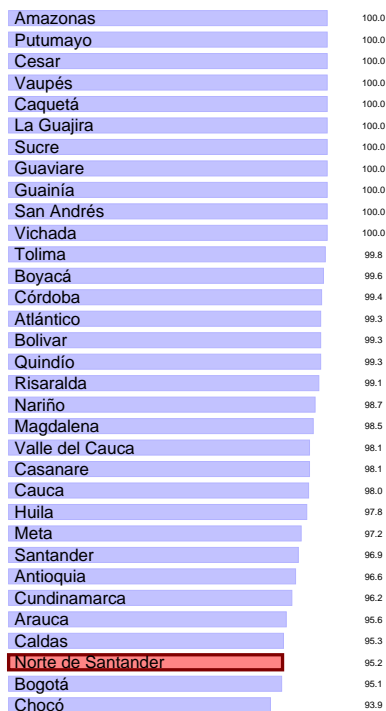 Amazonas 100.0
Putumayo 100.0
Cesar 100.0
Vaupés 100.0
Caquetá 100.0
La Guajira 100.0
Sucre 100.0
Guaviare 100.0
Guainía 100.0
San Andrés 100.0
Vichada 100.0
Tolima 99.8
Boyacá 99.6
Córdoba 99.4
Atlántico 99.3
Bolivar 99.3
Quindío 99.3
Risaralda 99.1
Nariño 98.7
Magdalena 98.5
Valle del Cauca 98.1
Casanare 98.1
Cauca 98.0
Huila 97.8
Meta 97.2
Santander 96.9
Antioquia 96.6
Cundinamarca 96.2
Arauca 95.6
Caldas 95.3
Norte de Santander 95.2
Bogotá 95.1
Chocó 93.9